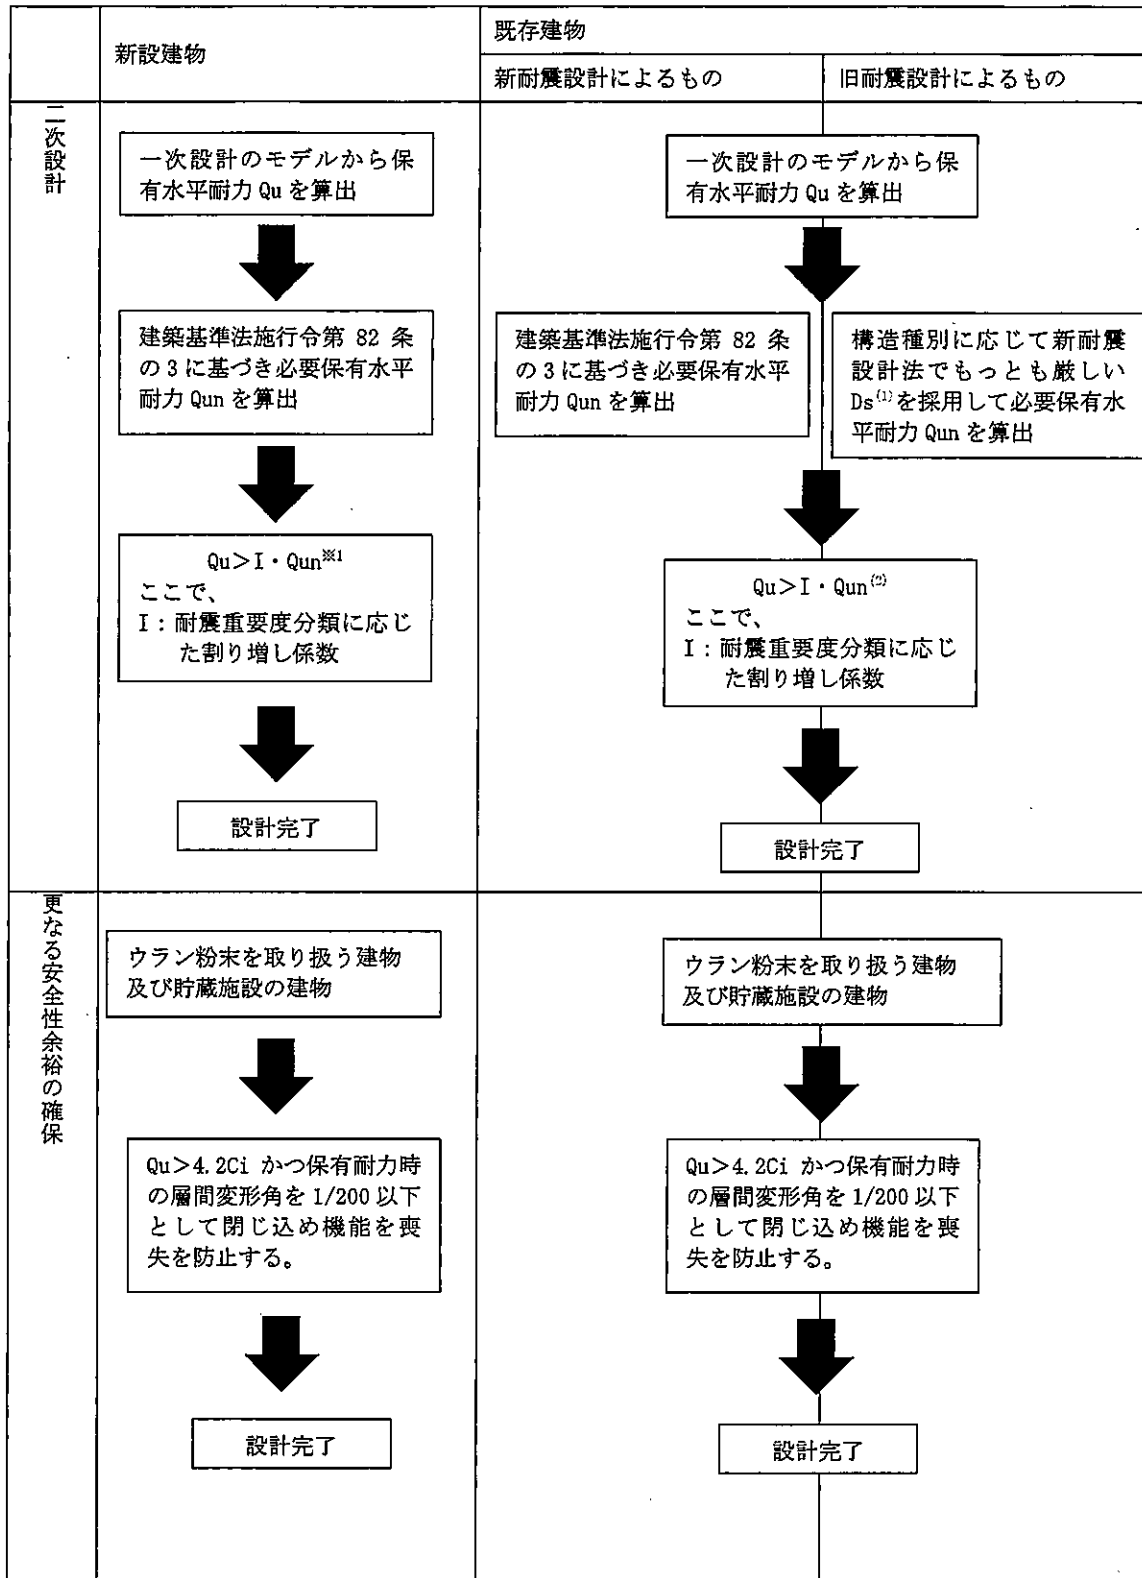 新設建物
既存建物
新耐震設計によるもの
旧耐震設計によるもの
二次設計
一次設計のモデルから保
有水平耐力 Qu を算出
建築基準法施行令第 82 条
の 3 に基づき必要保有水平
耐力 Qun を算出
Qu＞I・Qun※1
ここで、
I：耐震重要度分類に応じ
た割り増し係数
設計完了
一次設計のモデルから保
有水平耐力 Qu を算出
建築基準法施行令第 82 条
の 3 に基づき必要保有水平
耐力 Qun を算出
構造種別に応じて新耐震
設計法でもっとも厳しい
Ds(1)を採用して必要保有水
平耐力 Qun を算出
Qu＞I・Qun(2)
ここで、
I：耐震重要度分類に応じ
た割り増し係数
設計完了
更なる安全性余裕の確保
ウラン粉末を取り扱う建物
及び貯蔵施設の建物
Qu＞4.2Ci かつ保有耐力時
の層間変形角を 1/200 以下
として閉じ込め機能を喪
失を防止する。
設計完了
ウラン粉末を取り扱う建物
及び貯蔵施設の建物
Qu＞4.2Ci かつ保有耐力時
の層間変形角を 1/200 以下
として閉じ込め機能を喪
失を防止する。
設計完了